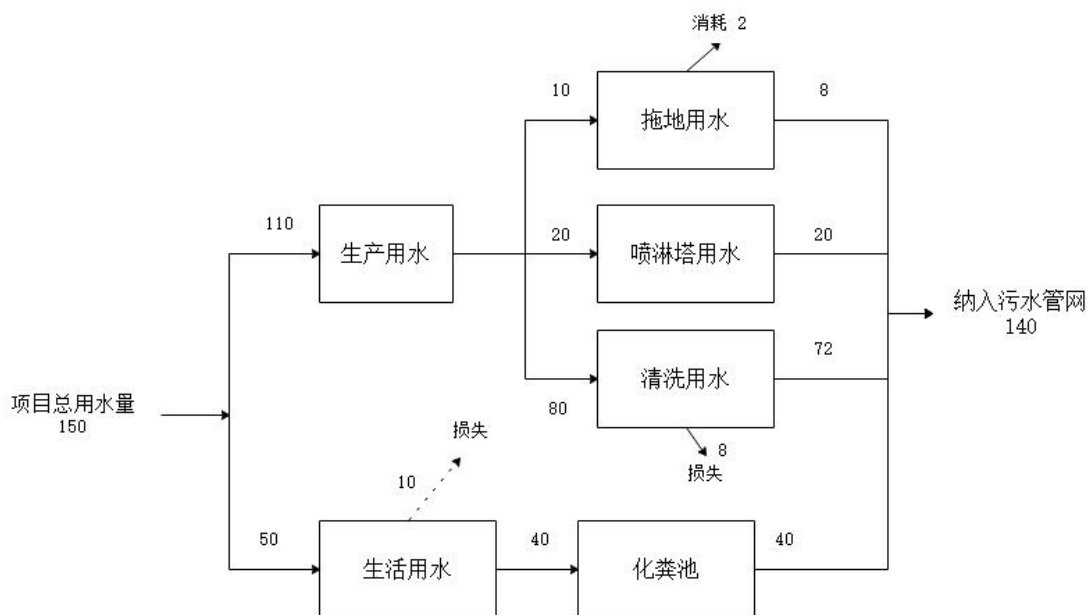 消耗 2
10
拖地用水
8
110
生产用水
20
喷淋塔用水
20
纳入污水管网
140
72
清洗用水
80
8
损失
项目总用水量
150
损失
10
50
生活用水
40
化粪池
40